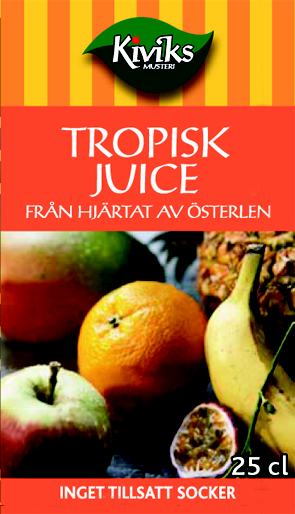 Kiviks
MUSTERI
TROPISK
JUICE
FRÅN HJÄRTAT AV ÖSTERLEN
25 cl
INGET TILLSATT SOCKER